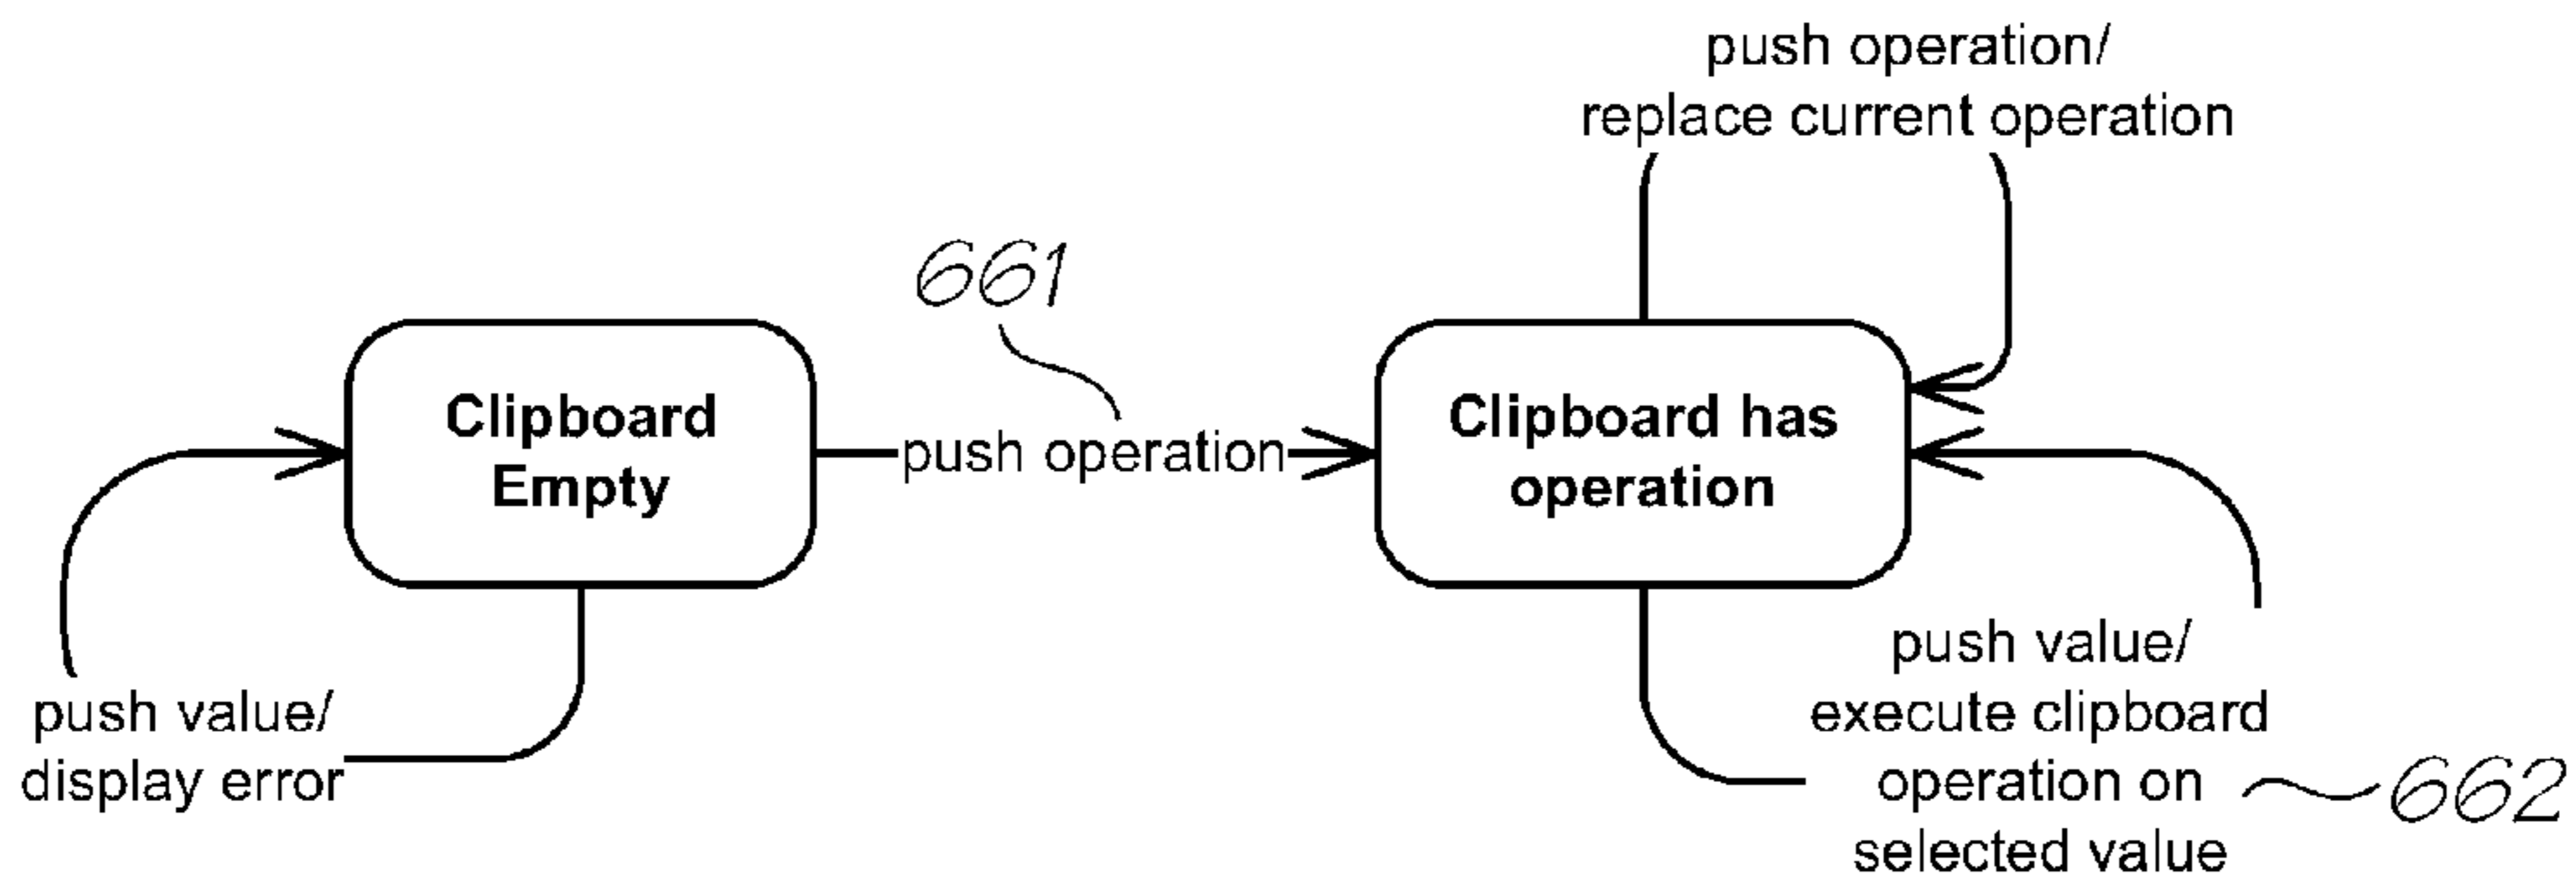 push operation/
replace current operation
661
Clipboard
Empty
push operation
Clipboard has
operation
push value/
display error
push value/
execute clipboard
operation on
selected value
662